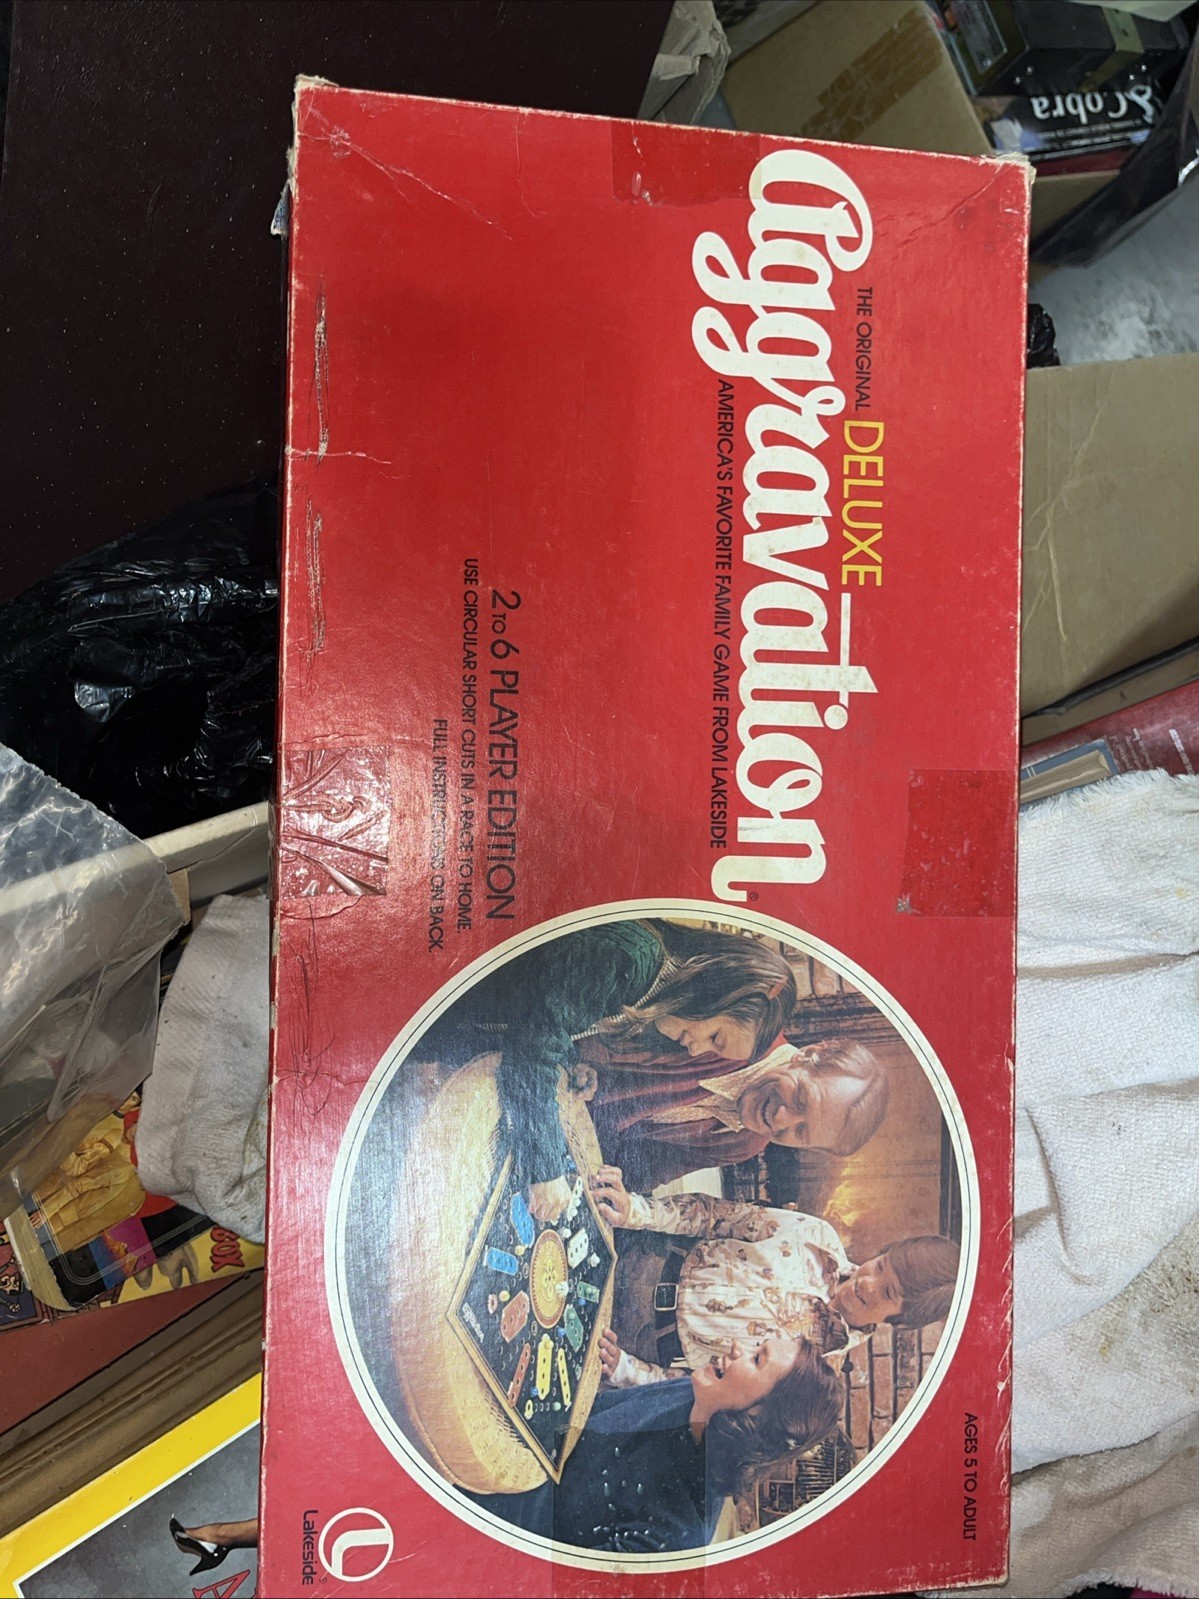 THE ORIGINAL DELUXE
aggravation®
AMERICA'S FAVORITE FAMILY GAME FROM LAKESIDE
2 TO 6 PLAYER EDITION
USE CIRCULAR SHORT CUTS IN A RACE TO HOME.
FULL INSTRUCTIONS ON BACK.
AGES 5 TO ADULT
L
Lakeside
Cobra
BOX